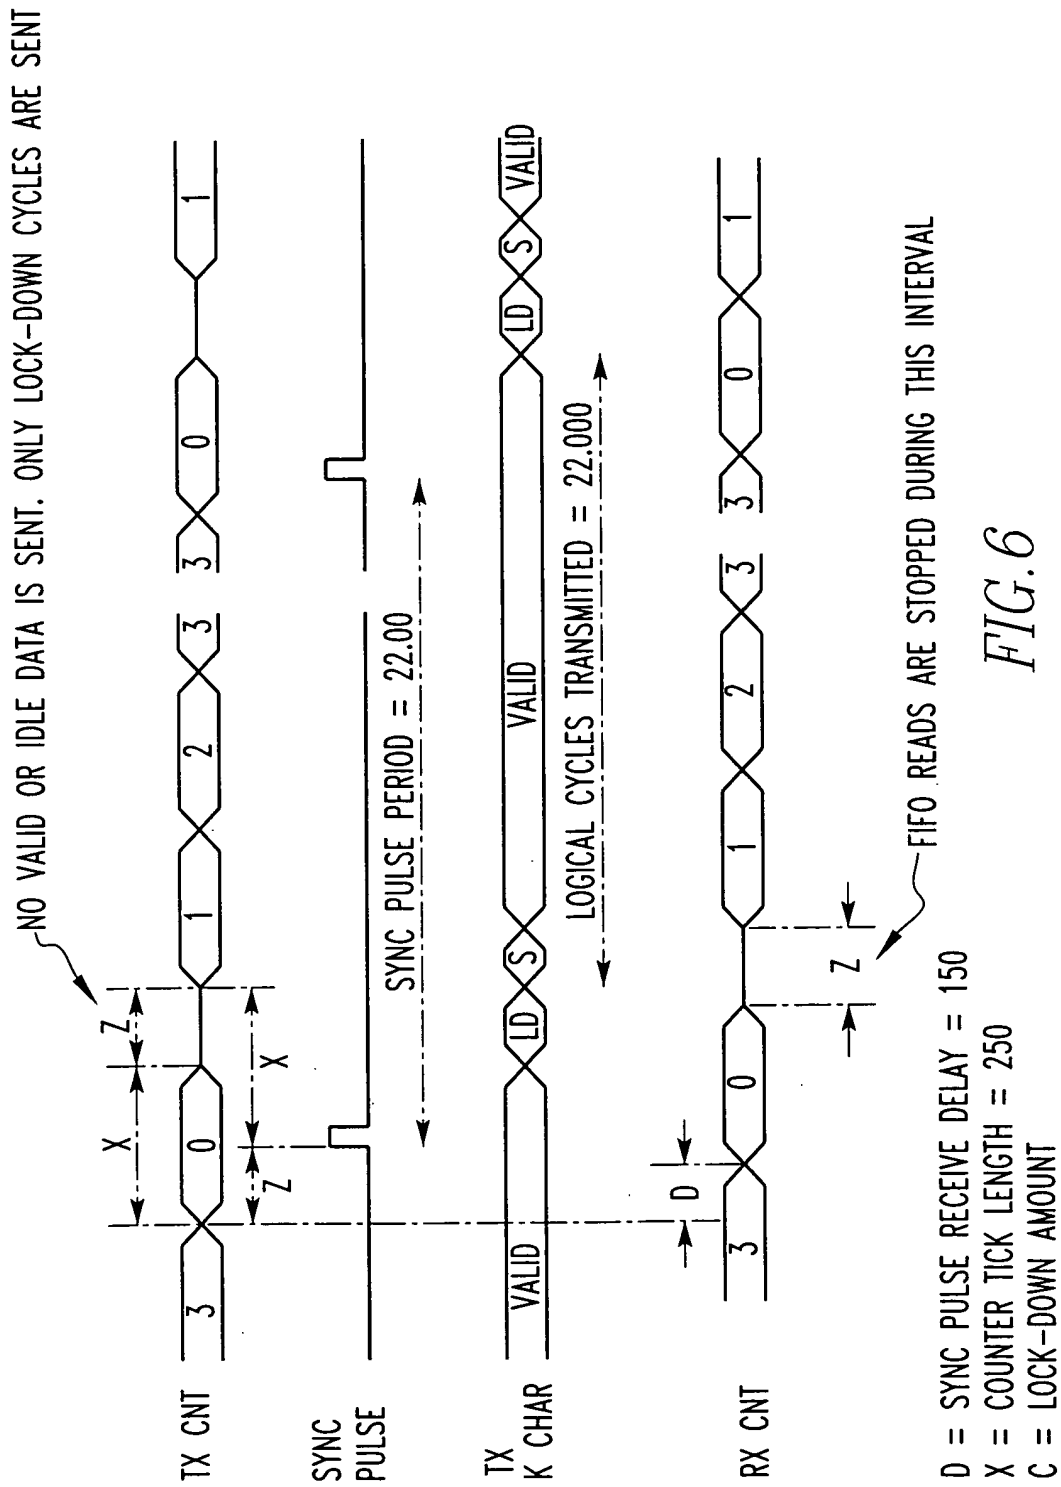 NO VALID OR IDLE DATA IS SENT. ONLY LOCK-DOWN CYCLES ARE SENT
X
Z
TX CNT
3
0
1
2
3
3
0
1
Z
X
SYNC
PULSE
SYNC PULSE PERIOD = 22.00
TX
K CHAR
VALID
LD
S
VALID
LD
S
VALID
LOGICAL CYCLES TRANSMITTED = 22.000
D
RX CNT
3
0
1
2
3
3
0
1
Z
FIFO READS ARE STOPPED DURING THIS INTERVAL
D = SYNC PULSE RECEIVE DELAY = 150
X = COUNTER TICK LENGTH = 250
C = LOCK-DOWN AMOUNT
FIG.6